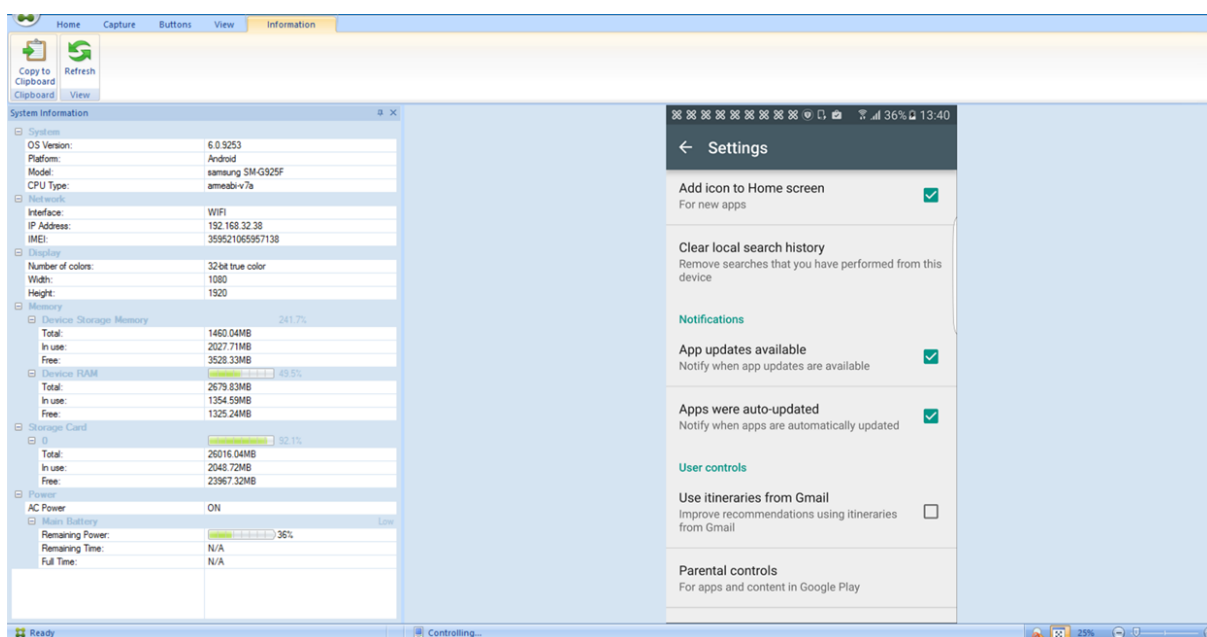 Home Capture Buttons View Information
Copy to
Clipboard
Refresh
Clipboard View
System Information
System
OS Version: 6.0.9253
Platform: Android
Model: samsung SM-G925F
CPU Type: armeabi-v7a
Network
Interface: WIFI
IP Address: 192.168.32.38
IMEI: 359521065957138
Display
Number of colors: 32-bit true color
Width: 1080
Height: 1920
Memory
Device Storage Memory 241.7%
Total: 1460.04MB
In use: 2027.71MB
Free: 3528.33MB
Device RAM 49.5%
Total: 2679.83MB
In use: 1354.59MB
Free: 1325.24MB
Storage Card
0 92.1%
Total: 26016.04MB
In use: 2048.72MB
Free: 23967.32MB
Power
AC Power ON
Main Battery Low
Remaining Power: 36%
Remaining Time: N/A
Full Time: N/A
Ready
36% 13:40
Settings
Add icon to Home screen
For new apps
Clear local search history
Remove searches that you have performed from this
device
Notifications
App updates available
Notify when app updates are available
Apps were auto-updated
Notify when apps are automatically updated
User controls
Use itineraries from Gmail
Improve recommendations using itineraries
from Gmail
Parental controls
For apps and content in Google Play
Controlling...
25%